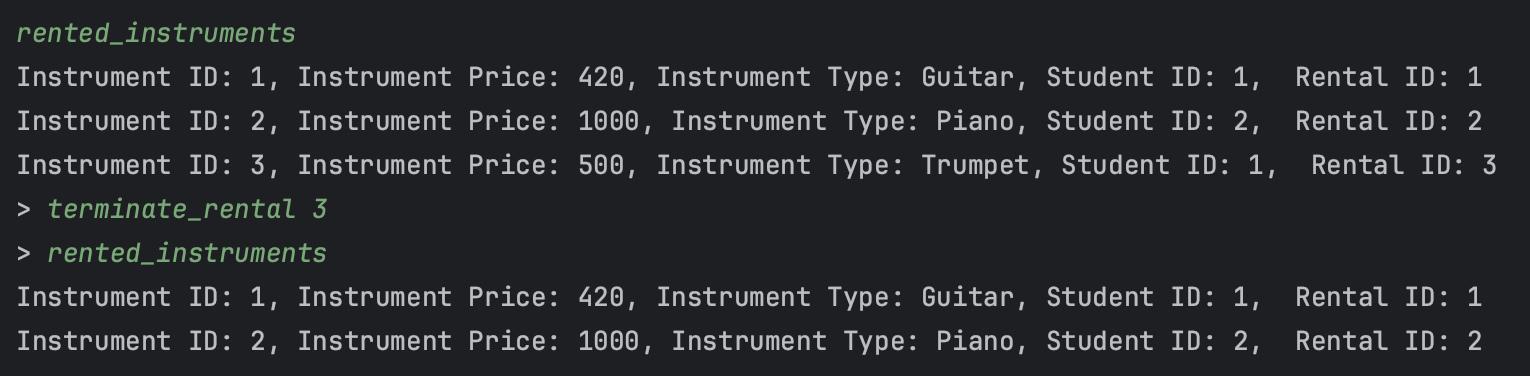 rented_instruments
Instrument ID: 1, Instrument Price: 420, Instrument Type: Guitar, Student ID: 1,  Rental ID: 1
Instrument ID: 2, Instrument Price: 1000, Instrument Type: Piano, Student ID: 2,  Rental ID: 2
Instrument ID: 3, Instrument Price: 500, Instrument Type: Trumpet, Student ID: 1,  Rental ID: 3
> terminate_rental 3
> rented_instruments
Instrument ID: 1, Instrument Price: 420, Instrument Type: Guitar, Student ID: 1,  Rental ID: 1
Instrument ID: 2, Instrument Price: 1000, Instrument Type: Piano, Student ID: 2,  Rental ID: 2